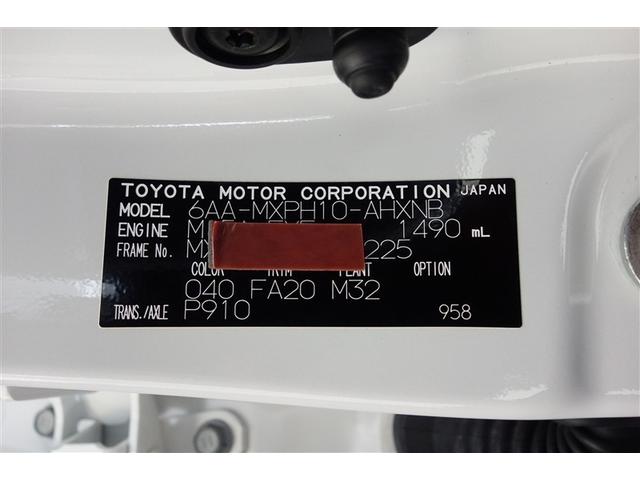 TOYOTA MOTOR CORPORATION JAPAN
MODEL 6AA-MXPH10-AHXNB
ENGINE 1490 mL
FRAME No. MX 225
COLOR TRIM PLANT OPTION
040 FA20 M32
TRANS./AXLE P910 958